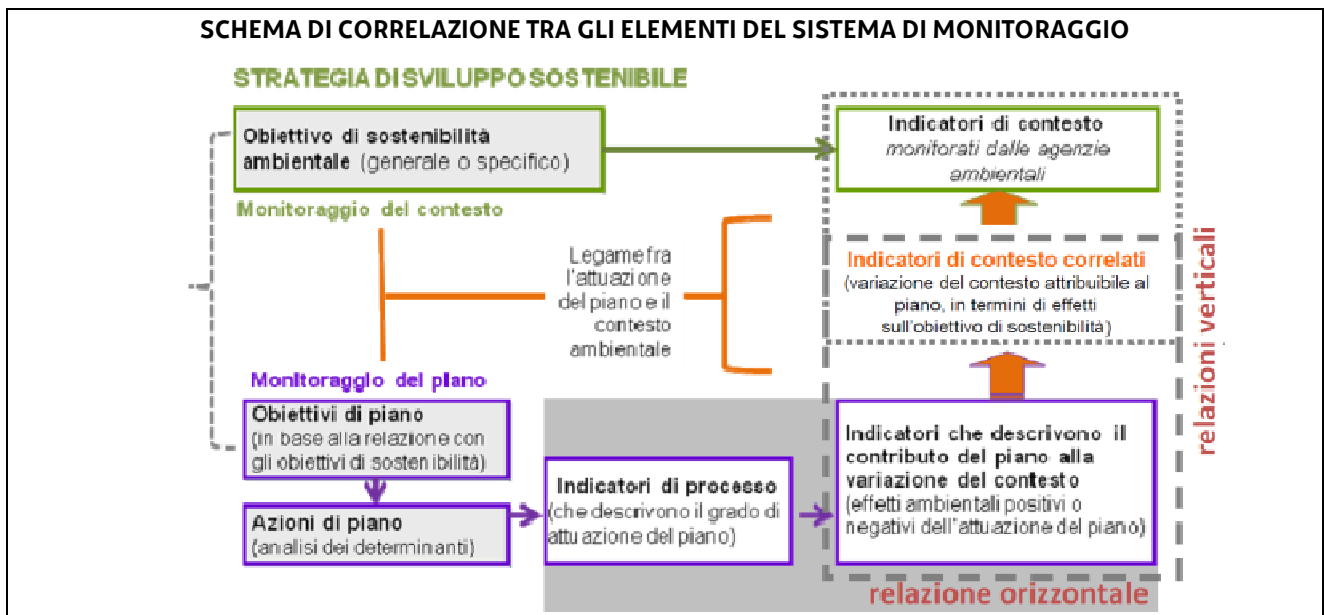 SCHEMA DI CORRELAZIONE TRA GLI ELEMENTI DEL SISTEMA DI MONITORAGGIO
STRATEGIA DI SVILUPPO SOSTENIBILE
Obiettivo di sostenibilità
ambientale (generale o specifico)
Indicatori di contesto
monitorati dalle agenzie
ambientali
Monitoraggio del contesto
Legame fra
l'attuazione
del piano e il
contesto
ambientale
Indicatori di contesto correlati
(variazione del contesto attribuibile al
piano, in termini di effetti
sull'obiettivo di sostenibilità)
relazioni verticali
Monitoraggio del piano
Obiettivi di piano
(in base alla relazione con
gli obiettivi di sostenibilità)
Azioni di piano
(analisi dei determinanti)
Indicatori di processo
(che descrivono il grado di
attuazione del piano)
Indicatori che descrivono il
contributo del piano alla
variazione del contesto
(effetti ambientali positivi o
negativi dell'attuazione del piano)
relazione orizzontale